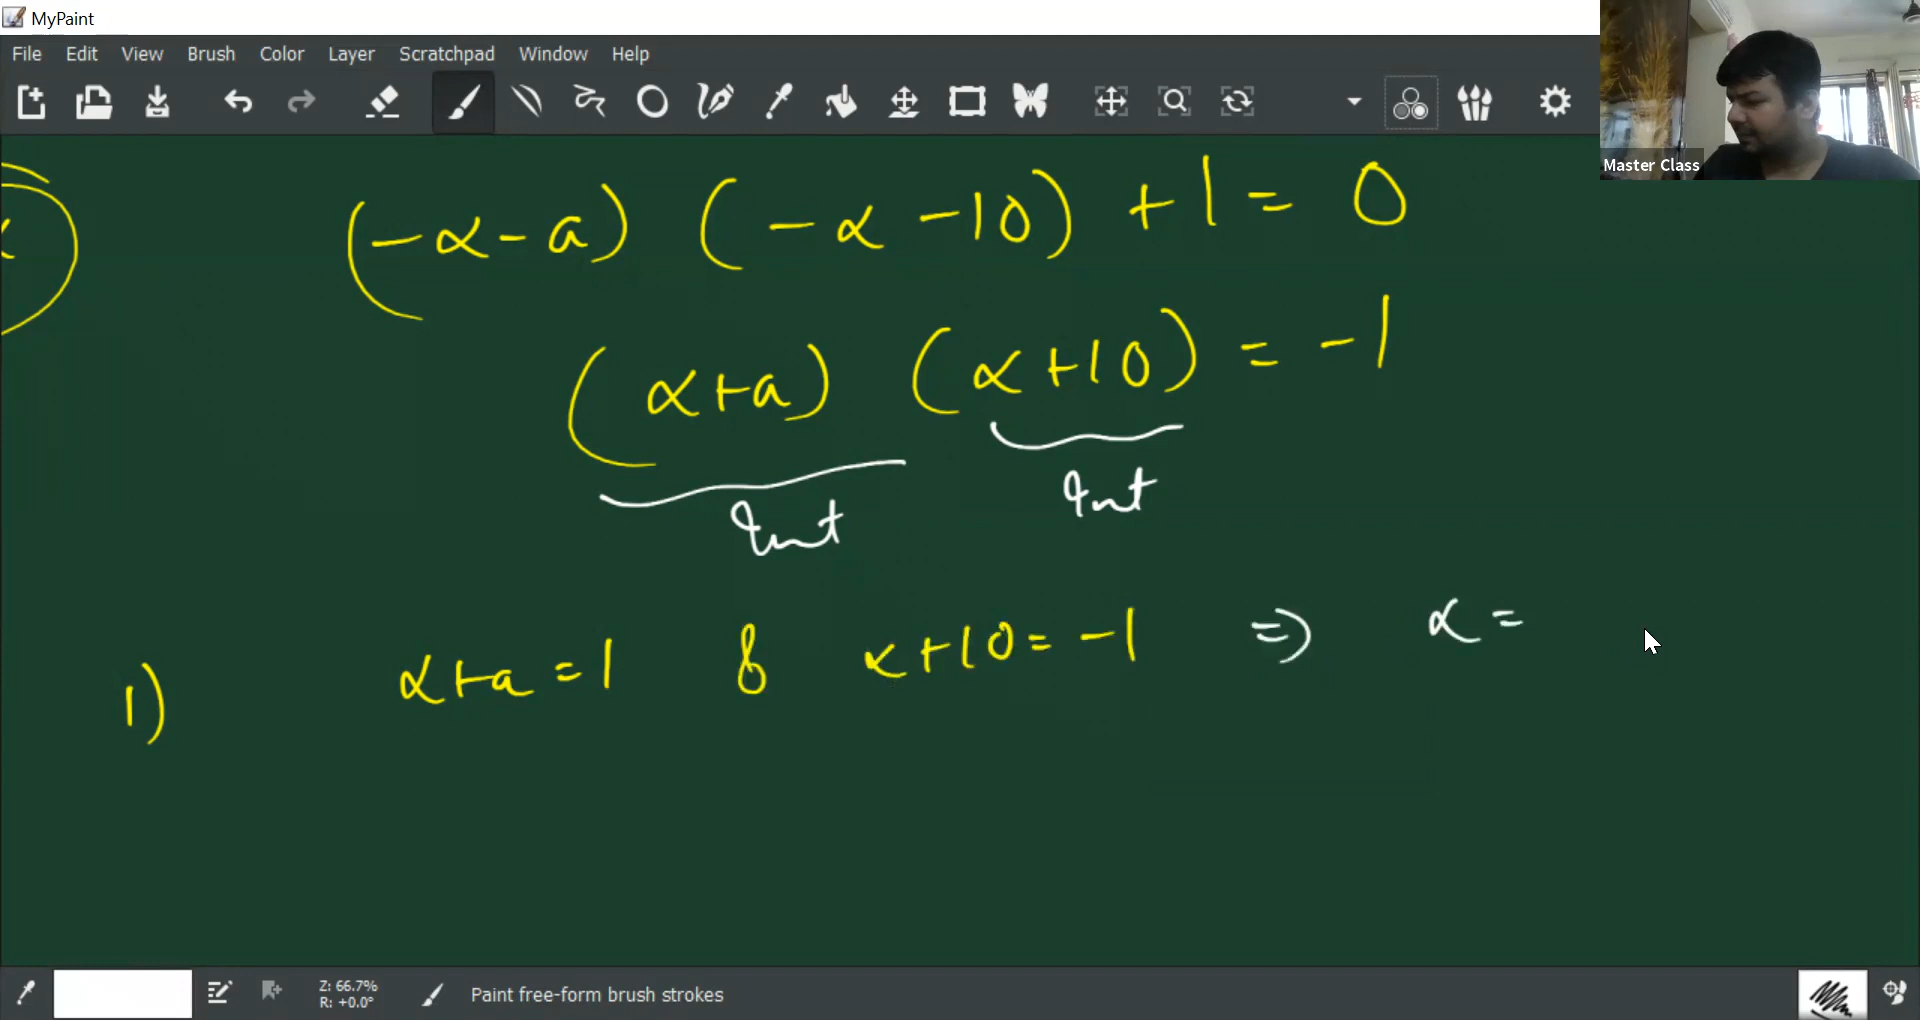 MyPaint
File Edit View Brush Color Layer Scratchpad Window Help
Master Class
(-α-a) (-α-10) +1 = 0
(α+a) (α+10) = -1
Int Int
1) α+a=1 & α+10=-1 ⇒ α=
Z: 66.7%
R: +0.0°
Paint free-form brush strokes